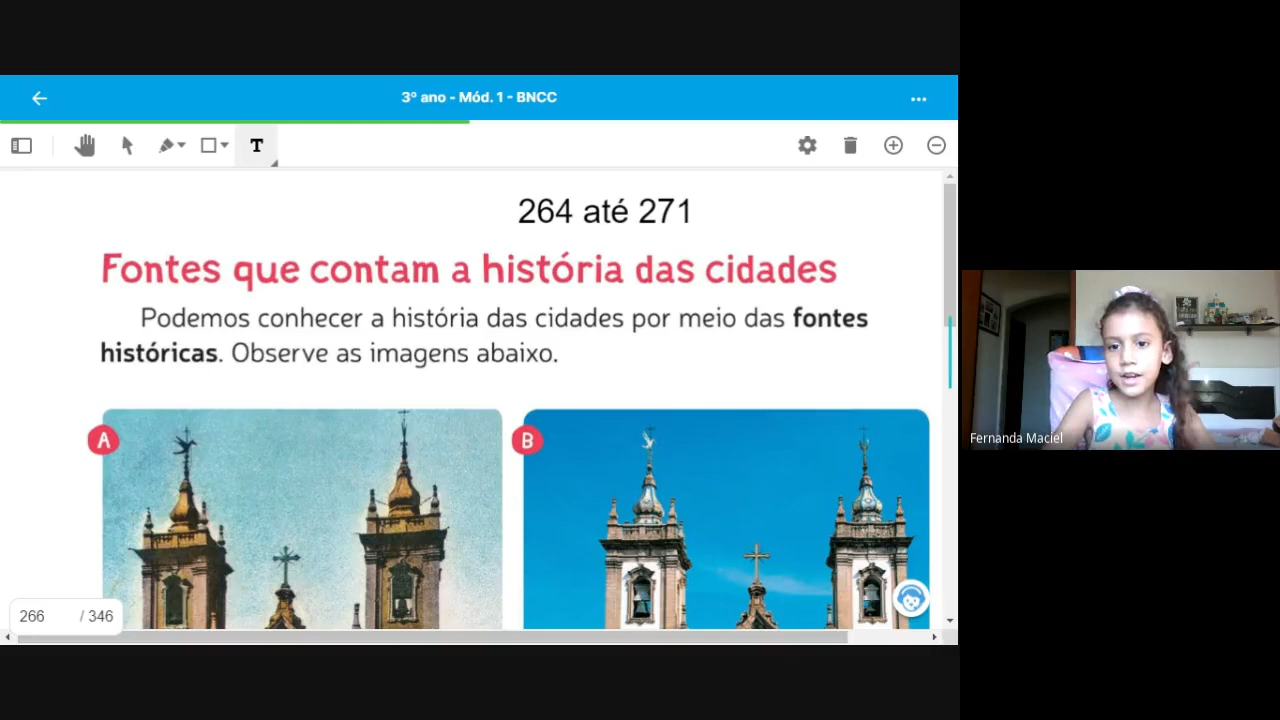 3º ano - Mód. 1 - BNCC
T
264 até 271
Fontes que contam a história das cidades
Podemos conhecer a história das cidades por meio das fontes
históricas. Observe as imagens abaixo.
A
B
266 / 346
Fernanda Maciel